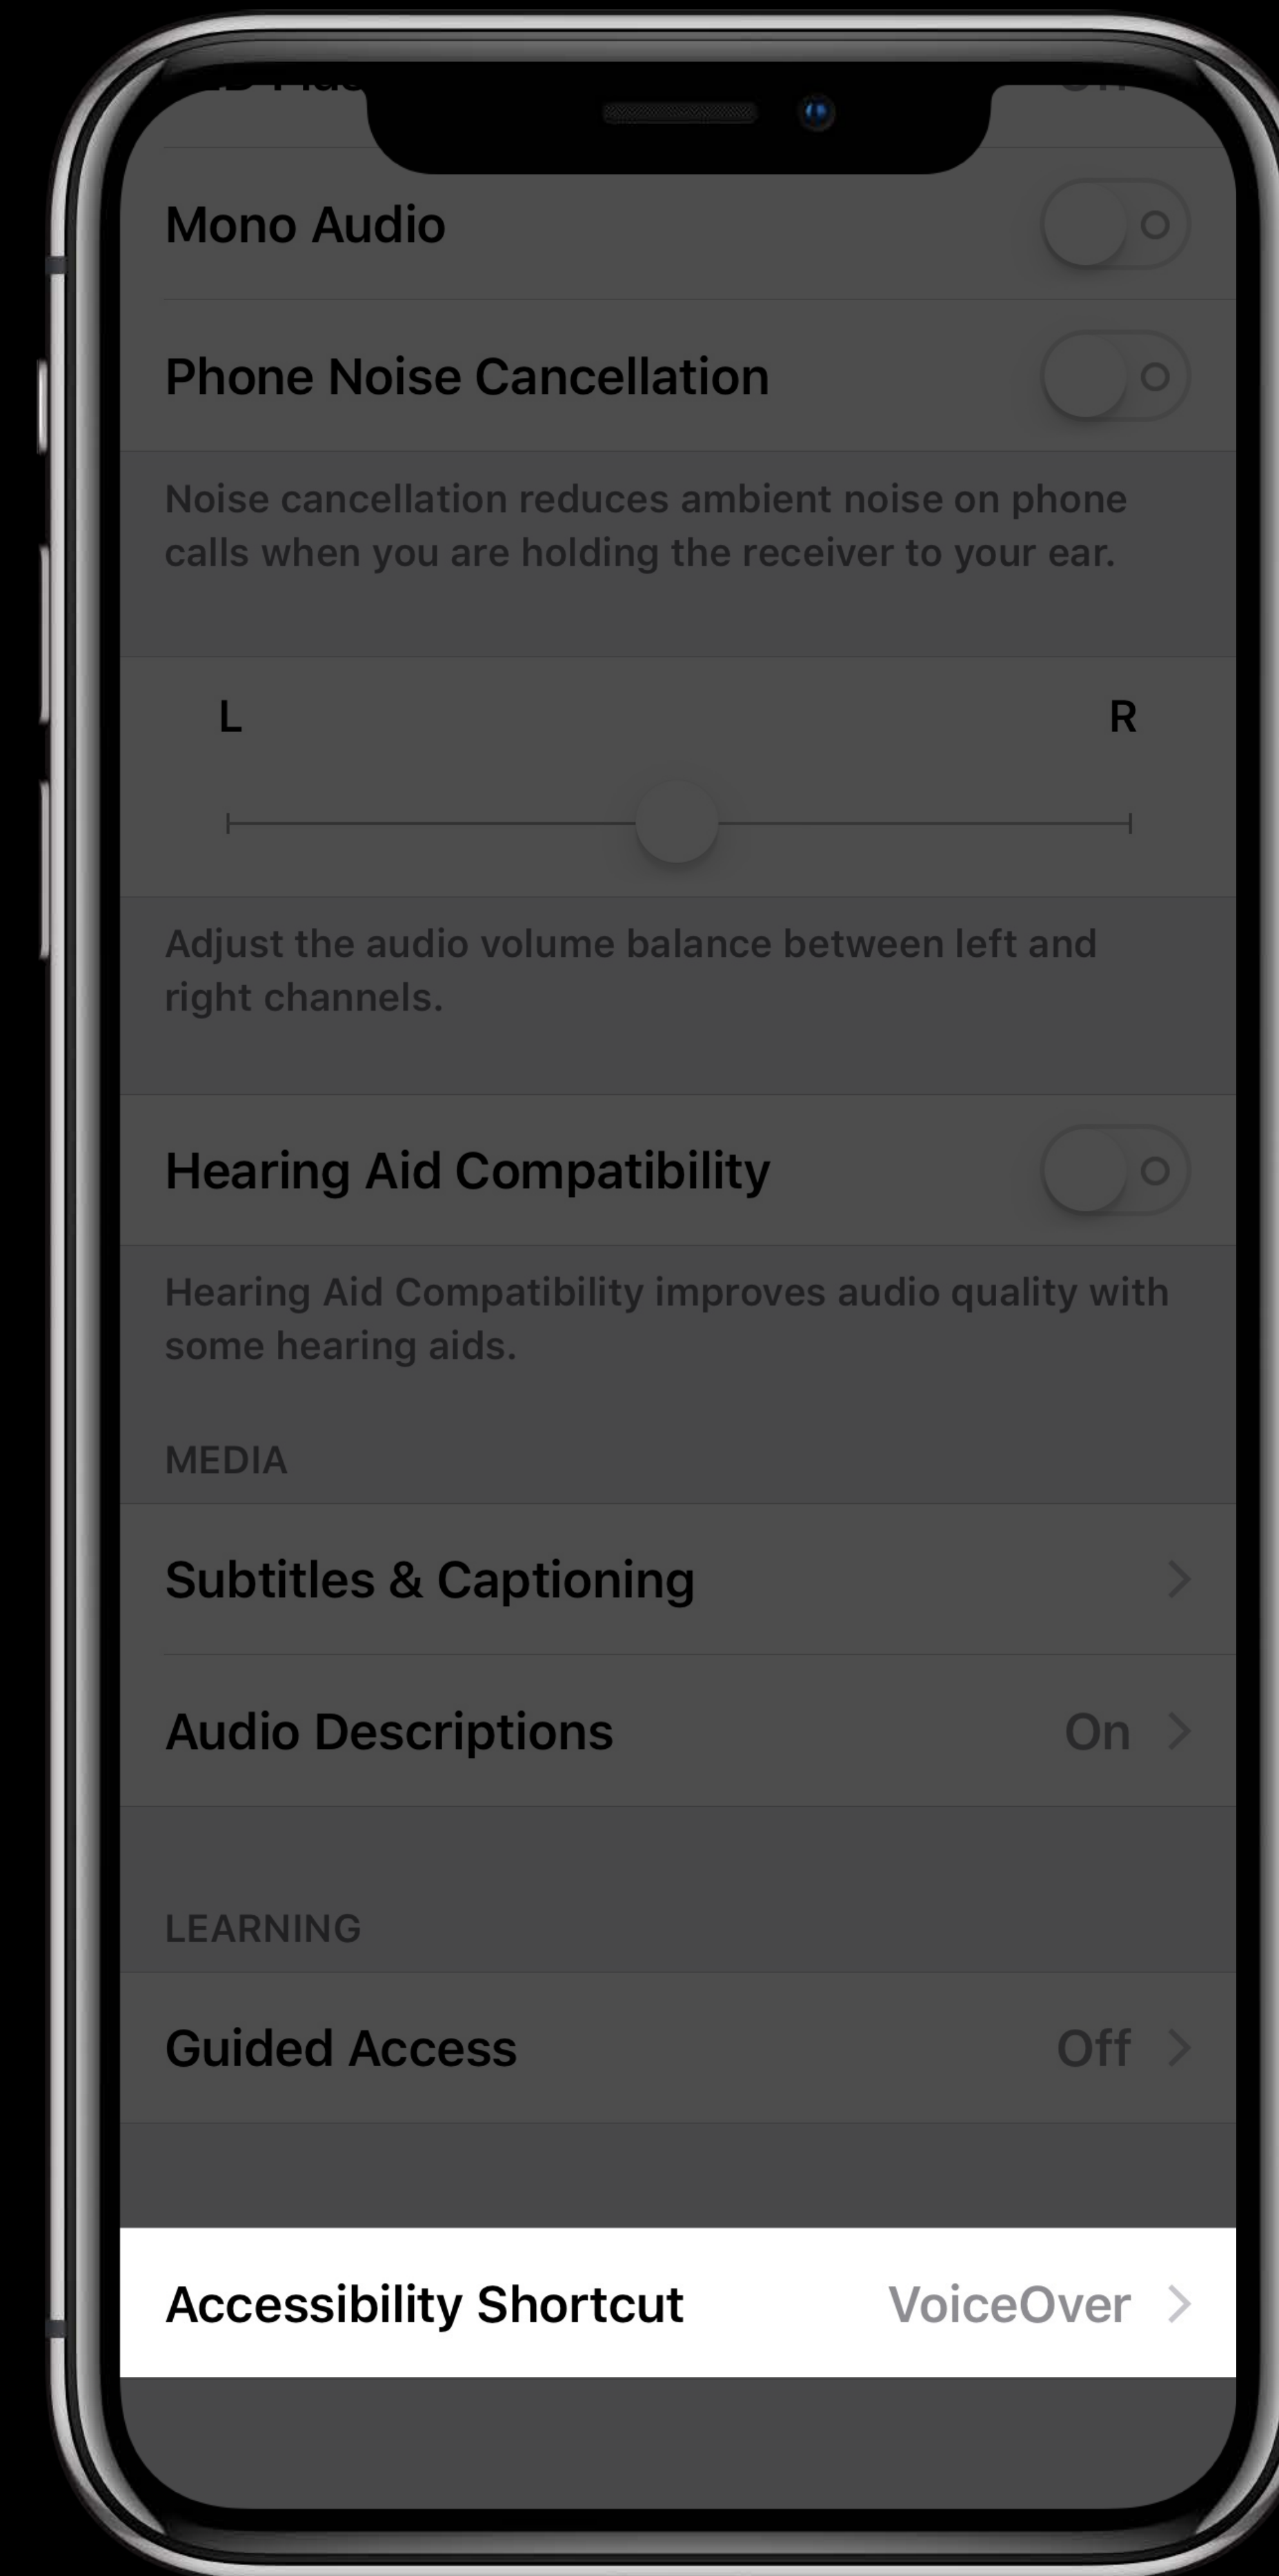 Mono Audio
Phone Noise Cancellation
Noise cancellation reduces ambient noise on phone
calls when you are holding the receiver to your ear.
L R
Adjust the audio volume balance between left and
right channels.
Hearing Aid Compatibility
Hearing Aid Compatibility improves audio quality with
some hearing aids.
MEDIA
Subtitles & Captioning
Audio Descriptions On
LEARNING
Guided Access Off
Accessibility Shortcut VoiceOver